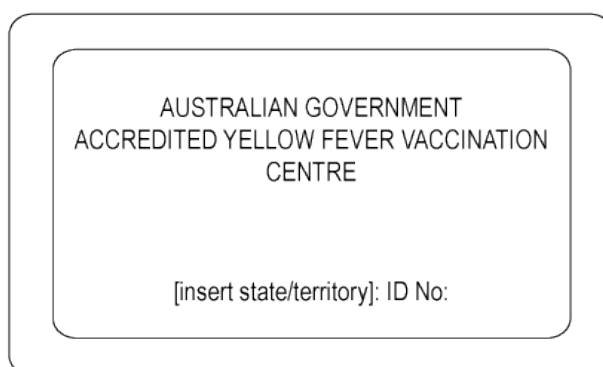 AUSTRALIAN GOVERNMENT
ACCREDITED YELLOW FEVER VACCINATION
CENTRE
[insert state/territory]: ID No: